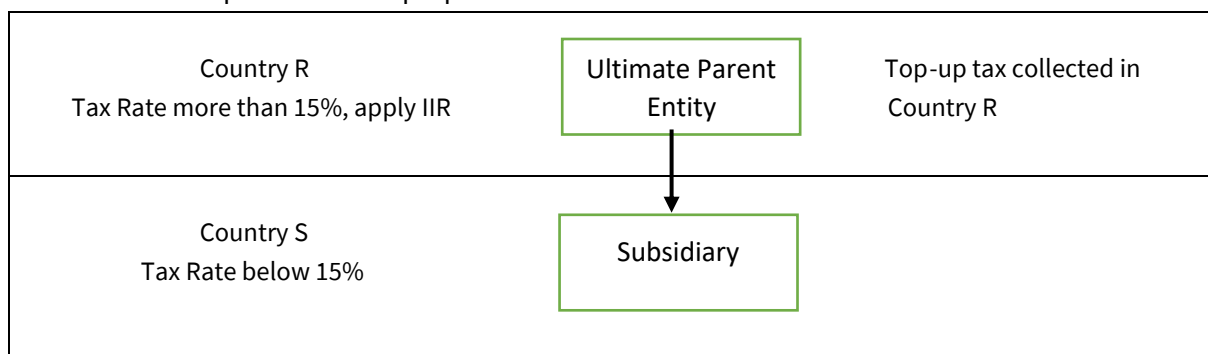 Country R
Tax Rate more than 15%, apply IIR
Ultimate Parent
Entity
Top-up tax collected in
Country R
Country S
Tax Rate below 15%
Subsidiary